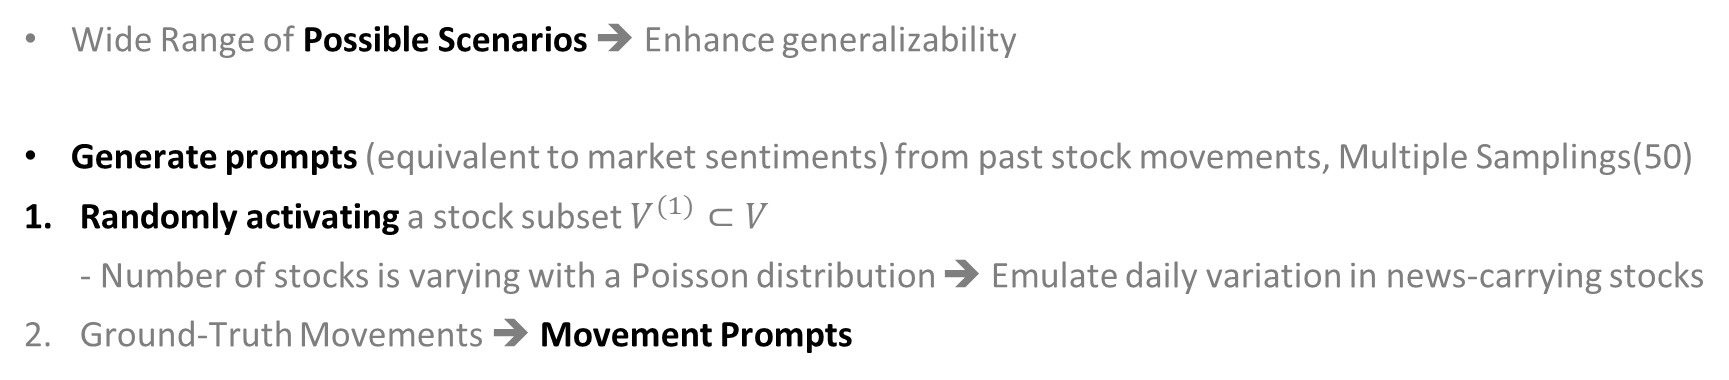 • Wide Range of Possible Scenarios ➔ Enhance generalizability
• Generate prompts (equivalent to market sentiments) from past stock movements, Multiple Samplings(50)
1. Randomly activating a stock subset V⁽¹⁾ ⊂ V
- Number of stocks is varying with a Poisson distribution ➔ Emulate daily variation in news-carrying stocks
2. Ground-Truth Movements ➔ Movement Prompts